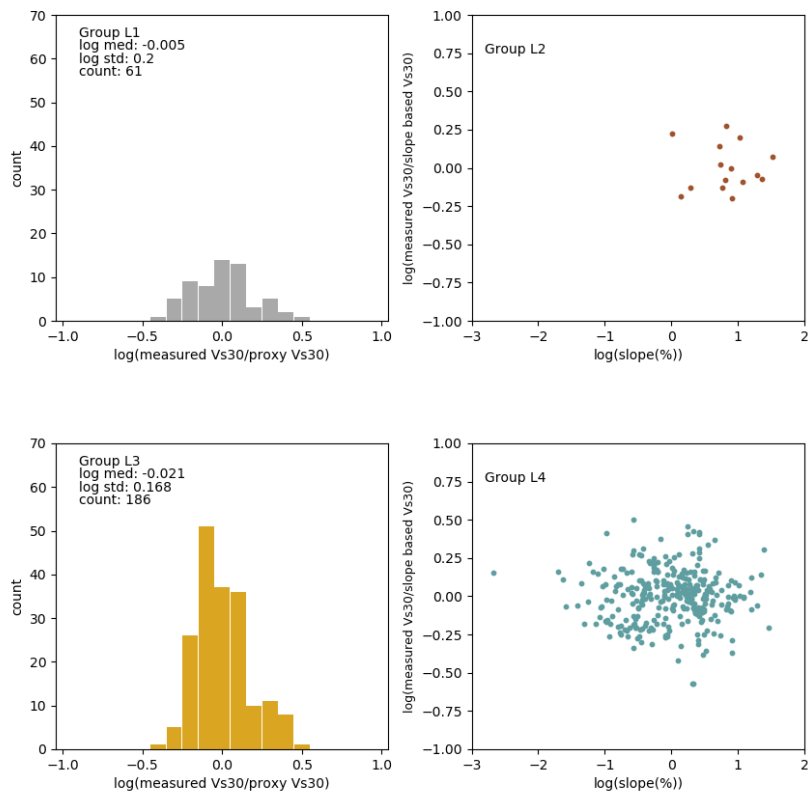 Group L1
log med: -0.005
log std: 0.2
count: 61
70
60
50
40
30
20
10
0
count
-1.0 -0.5 0.0 0.5 1.0
log(measured Vs30/proxy Vs30)
Group L2
1.00
0.75
0.50
0.25
0.00
−0.25
−0.50
−0.75
−1.00
log(measured Vs30/slope based Vs30)
−3 −2 −1 0 1 2
log(slope(%))
Group L3
log med: -0.021
log std: 0.168
count: 186
70
60
50
40
30
20
10
0
count
−1.0 −0.5 0.0 0.5 1.0
log(measured Vs30/proxy Vs30)
Group L4
1.00
0.75
0.50
0.25
0.00
−0.25
−0.50
−0.75
−1.00
log(measured Vs30/slope based Vs30)
−3 −2 −1 0 1 2
log(slope(%))